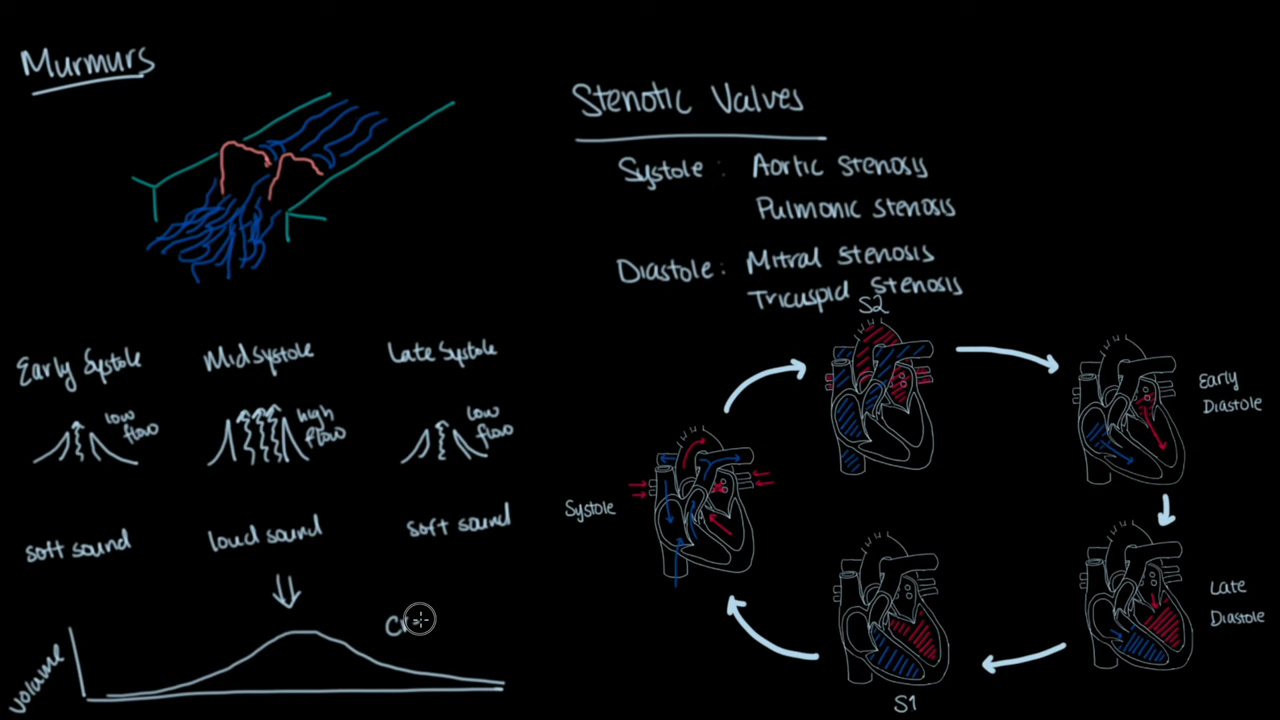 Murmurs
Stenotic Valves
Systole: Aortic stenosis
Pulmonic stenosis
Diastole: Mitral stenosis
Tricuspid stenosis
Early Systole
low flow
soft sound
Midsystole
high flow
loud sound
Late Systole
low flow
soft sound
volume
S2
Early Diastole
Systole
Late Diastole
S1